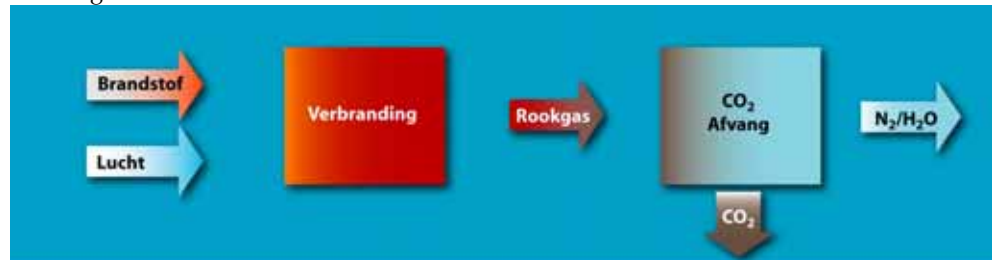 Brandstof
Lucht
Verbranding
Rookgas
CO₂
Afvang
N₂/H₂O
CO₂